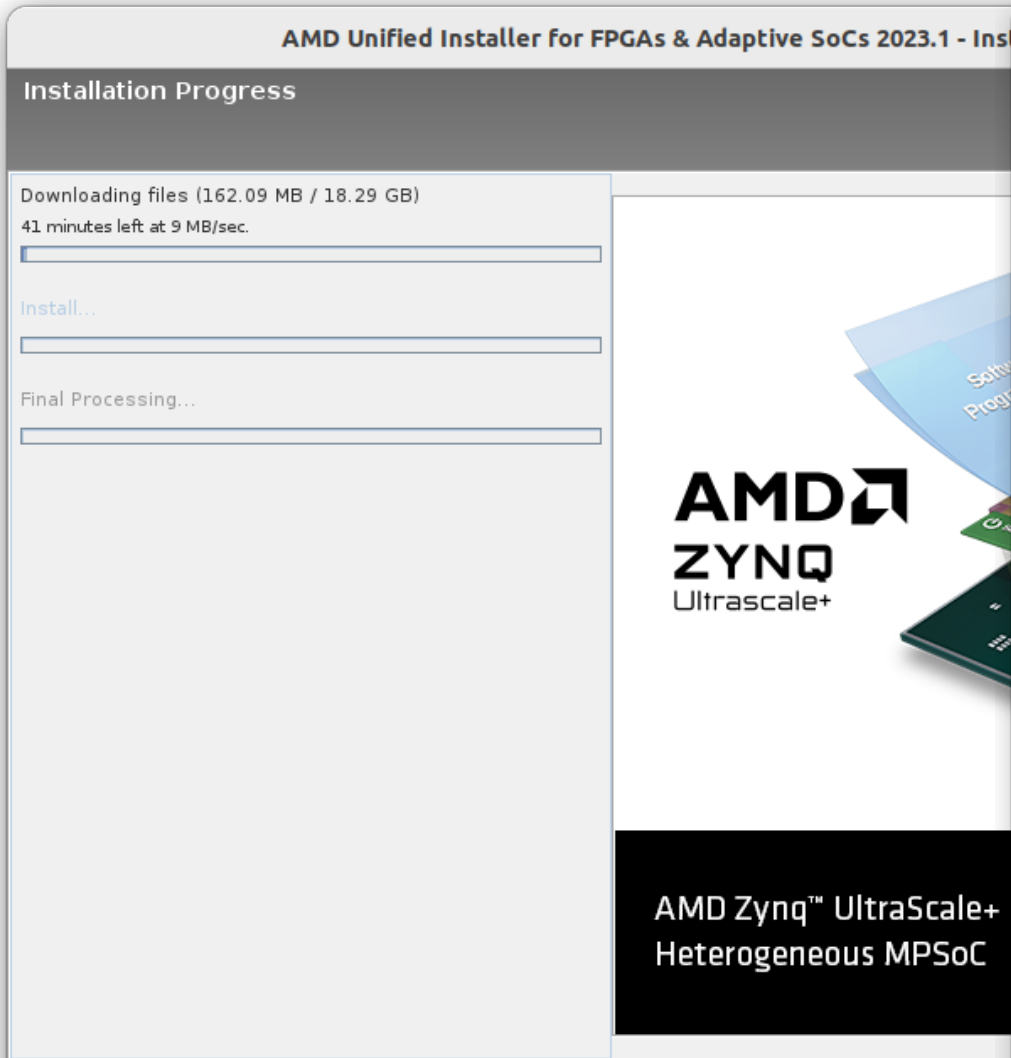 AMD Unified Installer for FPGAs & Adaptive SoCs 2023.1 - Inst
Installation Progress
Downloading files (162.09 MB / 18.29 GB)
41 minutes left at 9 MB/sec.
Install...
Final Processing...
AMD
ZYNQ
Ultrascale+
AMD Zynq™ UltraScale+
Heterogeneous MPSoC